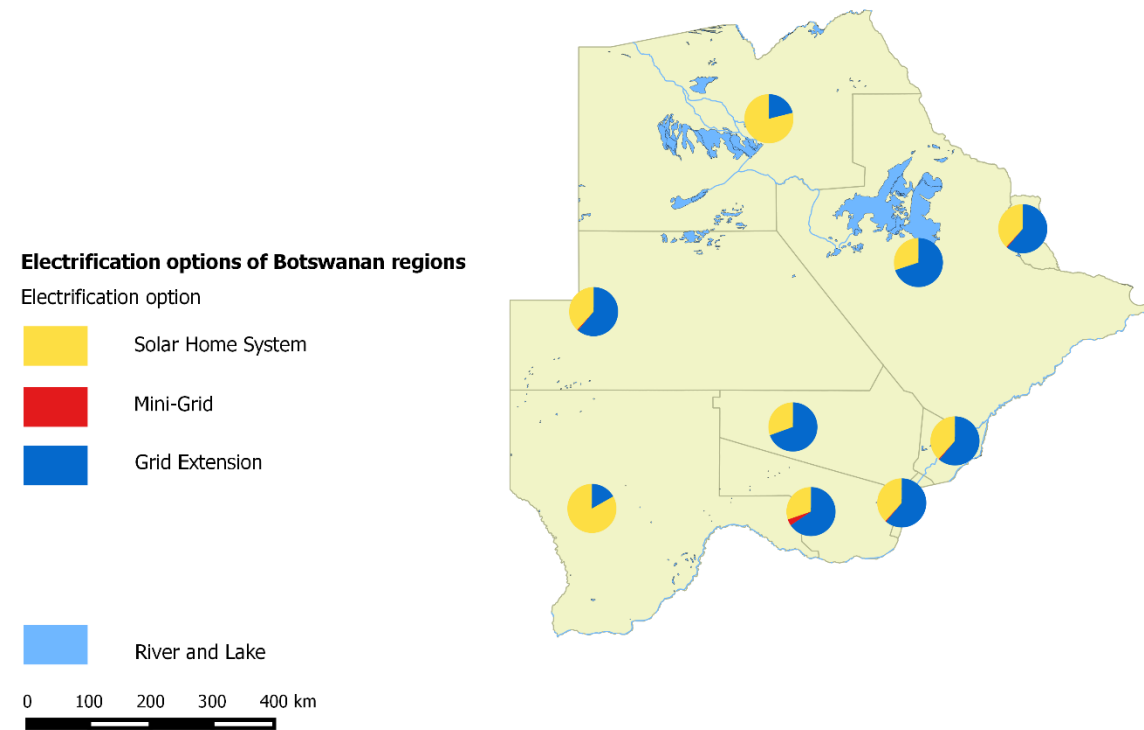 Electrification options of Botswanan regions
Electrification option
Solar Home System
Mini-Grid
Grid Extension
River and Lake
0 100 200 300 400 km